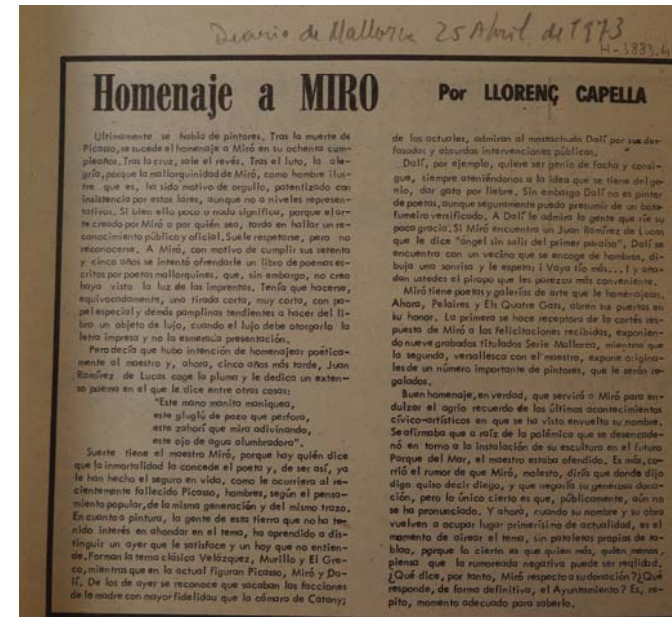 Diario de Mallorca 25 Abril de 1973
H-3883.4
Homenaje a MIRO
Por LLORENÇ CAPELLA
Ultimamente se habla de pintores. Tras la muerte de
Picasso, se sucede el homenaje a Miró en su ochenta cum-
pleaños. Tras la cruz, sale el revés. Tras el luto, la ale-
gría, porque la mallorquinidad de Miró, como hombre ilus-
tre que es, ha sido motivo de orgullo, patentizado con
insistencia por estos lares, aunque no a niveles represen-
tativos. Si bien ello poco o nada significa, porque el ar-
te creado por Miró o por quién sea, tarda en hallar un re-
conocimiento público y oficial. Suele respetarse, pero no
reconocerse. A Miró, con motivo de cumplir sus setenta
y cinco años se intentó ofrendarle un libro de poemas es-
critos por poetas mallorquines, que, sin embargo, no creo
haya visto la luz de las imprentas. Tenía que hacerse,
equivocadamente, una tirada corta, muy corta, con pa-
pel especial y demás pamplinas tendientes a hacer del li-
bro un objeto de lujo, cuando el lujo debe otorgarlo la
letra impresa y no la esmerada presentación.
Pero decía que hubo intención de homenajear poética-
mente al maestro y, ahora, cinco años más tarde, Juan
Ramírez de Lucas coge la pluma y le dedica un exten-
so poema en el que le dice entre otras cosas:
"Este mano manito maniquea,
este gluglú de pozo que perfora,
este zahorí que mira adivinando,
este ojo de agua alumbradora".
Suerte tiene el maestro Miró, porque hay quién dice
que la inmortalidad la concede el poeta y, de ser así, ya
le han hecho el seguro en vida, como le ocurriera al re-
cientemente fallecido Picasso, hombres, según el pensa-
miento popular, de la misma generación y del mismo trazo.
En cuanto a pintura, la gente de esta tierra que no ha te-
nido interés en ahondar en el tema, ha aprendido a dis-
tinguir un ayer que le satisface y un hoy que no entien-
de. Forman la terna clásica Velázquez, Murillo y El Gre-
co, mientras que en la actual figuran Picasso, Miró y Da-
lí. De los de ayer se reconoce que sacaban las facciones
de la madre con mayor fidelidad que la cámara de Catany;
de los actuales, admiran al mostachudo Dalí por sus des-
fasadas y absurdas intervenciones públicas.
Dalí, por ejemplo, quiere ser genio de facha y consi-
gue, siempre ateniéndonos a la idea que se tiene del ge-
nio, dar gato por liebre. Sin embargo Dalí no es pintor
de poetas, aunque seguramente pueda presumir de un bota-
fumeiro versificado. A Dalí le admira la gente que ríe su
poca gracia. Si Miró encuentra un Juan Ramírez de Lucas
que le dice "ángel sin salir del primer paraíso", Dalí se
encuentra con un vecino que se encoge de hombros, di-
buja una sonrisa y le espeta: ¡Vaya tío más...! y aña-
dan ustedes el piropo que les parezca más conveniente.
Miró tiene poetas y galerías de arte que le homenajean.
Ahora, Pelaires y Els Quatre Gats, abren sus puertas en
su honor. La primera se hace receptora de la cortés res-
puesta de Miró a las felicitaciones recibidas, exponien-
do nueve grabados titulados Serie Mallorca, mientras que
la segunda, versallesca con el maestro, expone origina-
les de un número importante de pintores, que le serán re-
galados.
Buen homenaje, en verdad, que servirá a Miró para en-
dulzar el agrio recuerdo de los últimos acontecimientos
cívico-artísticos en que se ha visto envuelto su nombre.
Se afirmaba que a raíz de la polémica que se desencade-
nó en torno a la instalación de su escultura en el futuro
Parque del Mar, el maestro estaba ofendido. Es más, co-
rrió el rumor de que Miró, molesto, diría que donde dijo
digo quiso decir diego, y que negaría su generosa dona-
ción, pero lo único cierto es que, públicamente, aún no
se ha pronunciado. Y ahora, cuando su nombre y su obra
vuelven a ocupar lugar primerísimo de actualidad, es el
momento de airear el tema, sin pataletas propias de ta-
blao, porque lo cierto es que quien más, quien menos,
piensa que la rumoreada negativa puede ser realidad.
¿Qué dice, por tanto, Miró respecto a su donación? ¿Qué
responde, de forma definitiva, el Ayuntamiento? Es, re-
pito, momento adecuado para saberlo.